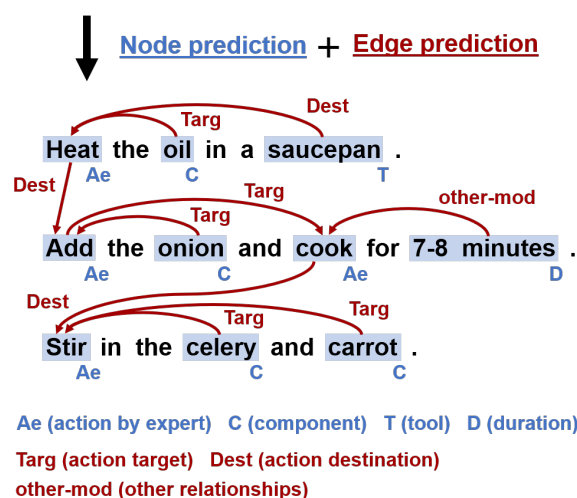 Node prediction + Edge prediction
Dest
Targ
Heat the oil in a saucepan .
Ae C T
Dest
Targ
Targ
other-mod
Add the onion and cook for 7-8 minutes .
Ae C Ae D
Dest
Targ
Targ
Stir in the celery and carrot .
Ae C C
Ae (action by expert) C (component) T (tool) D (duration)
Targ (action target) Dest (action destination)
other-mod (other relationships)